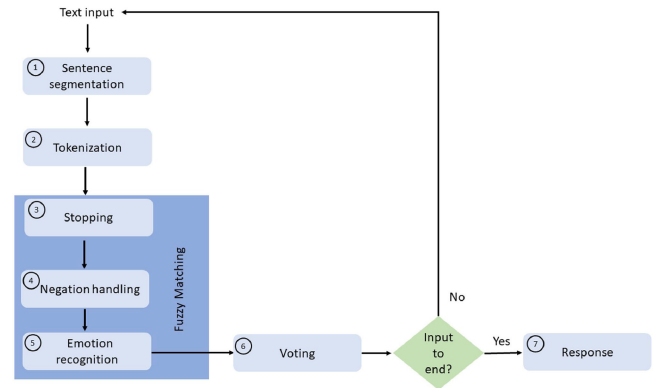 Text input
1
Sentence
segmentation
2
Tokenization
3
Stopping
4
Negation handling
5
Emotion
recognition
Fuzzy Matching
6
Voting
Input
to
end?
No
Yes
7
Response